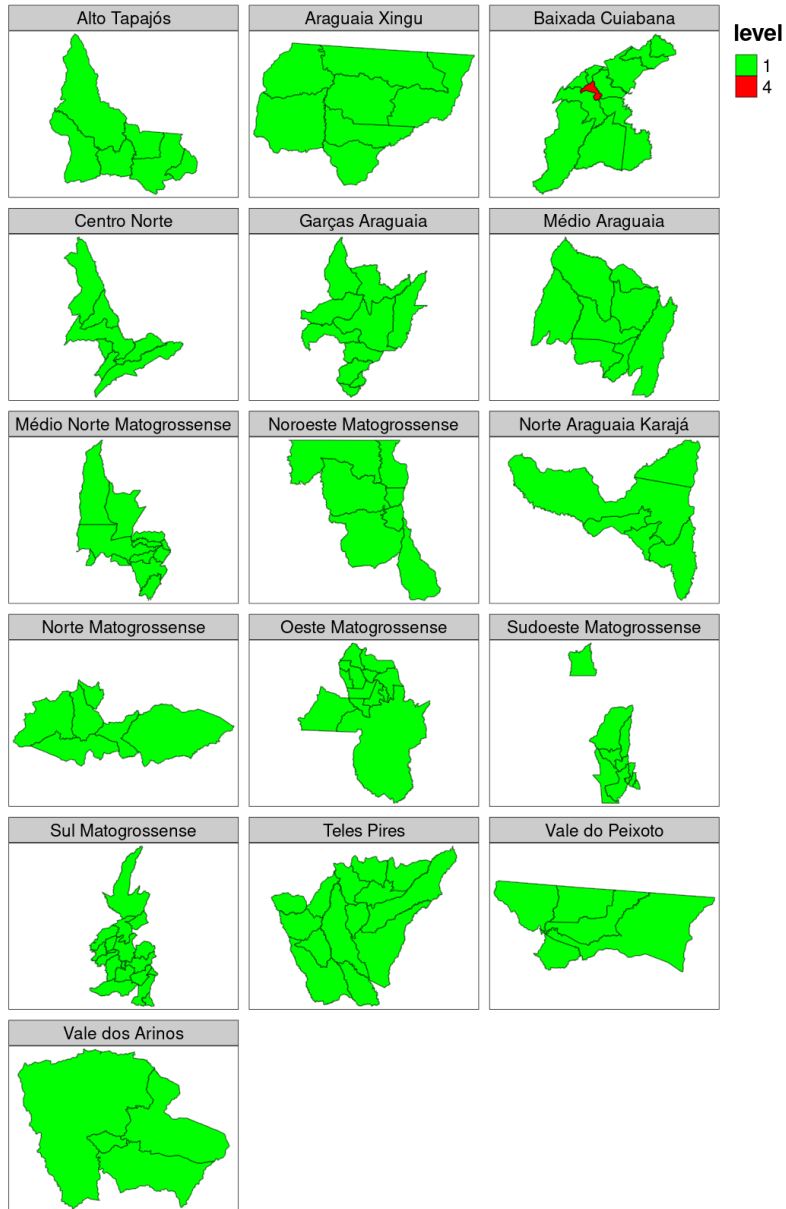 Alto Tapajós
Araguaia Xingu
Baixada Cuiabana
level
1
4
Centro Norte
Garças Araguaia
Médio Araguaia
Médio Norte Matogrossense
Noroeste Matogrossense
Norte Araguaia Karajá
Norte Matogrossense
Oeste Matogrossense
Sudoeste Matogrossense
Sul Matogrossense
Teles Pires
Vale do Peixoto
Vale dos Arinos